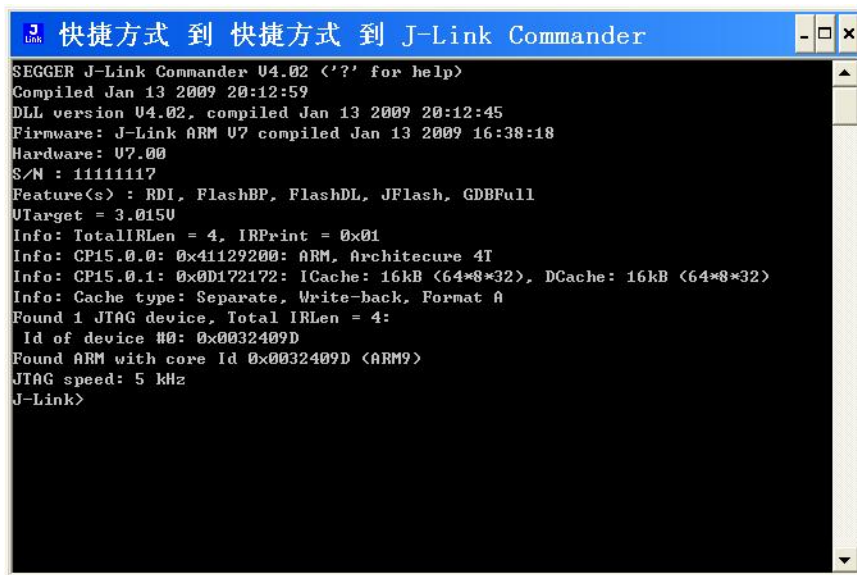 J Link 快捷方式 到 快捷方式 到 J-Link Commander
SEGGER J-Link Commander V4.02 ('?' for help)
Compiled Jan 13 2009 20:12:59
DLL version V4.02, compiled Jan 13 2009 20:12:45
Firmware: J-Link ARM V7 compiled Jan 13 2009 16:38:18
Hardware: V7.00
S/N : 11111117
Feature(s) : RDI, FlashBP, FlashDL, JFlash, GDBFull
VTarget = 3.015V
Info: TotalIRLen = 4, IRPrint = 0x01
Info: CP15.0.0: 0x41129200: ARM, Architecure 4T
Info: CP15.0.1: 0x0D172172: ICache: 16kB (64*8*32), DCache: 16kB (64*8*32)
Info: Cache type: Separate, Write-back, Format A
Found 1 JTAG device, Total IRLen = 4:
 Id of device #0: 0x0032409D
Found ARM with core Id 0x0032409D (ARM9)
JTAG speed: 5 kHz
J-Link>